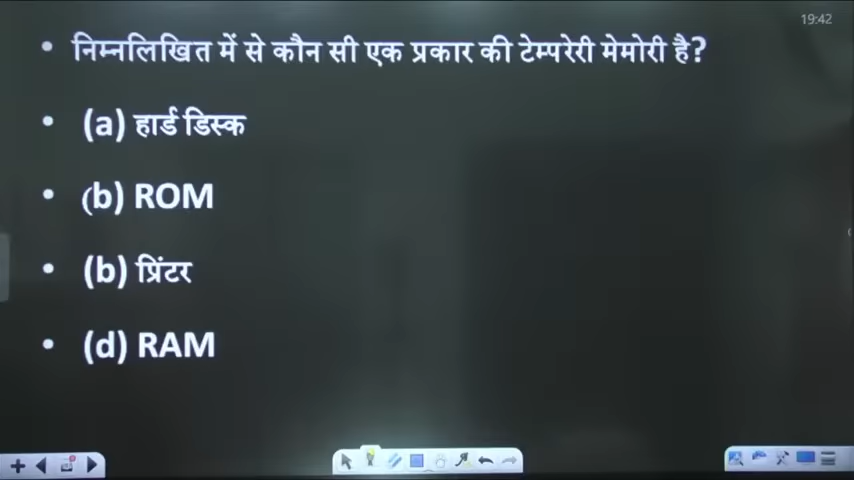 19:42
• निम्नलिखित में से कौन सी एक प्रकार की टेम्परेरी मेमोरी है?
• (a) हार्ड डिस्क
• (b) ROM
• (b) प्रिंटर
• (d) RAM